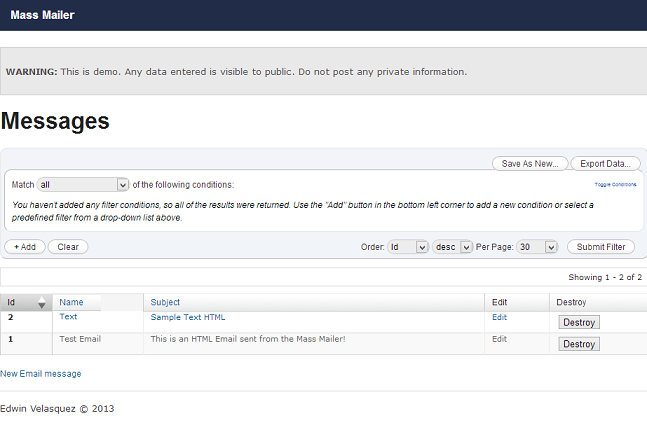 Mass Mailer
WARNING: This is demo. Any data entered is visible to public. Do not post any private information.
Messages
Save As New... Export Data...
Match all of the following conditions: Toggle Conditions
You haven't added any filter conditions, so all of the results were returned. Use the "Add" button in the bottom left corner to add a new condition or select a
predefined filter from a drop-down list above.
+ Add Clear Order: Id desc Per Page: 30 Submit Filter
Showing 1 - 2 of 2
Id Name Subject Edit Destroy
2 Text Sample Text HTML Edit Destroy
1 Test Email This is an HTML Email sent from the Mass Mailer! Edit Destroy
New Email message
Edwin Velasquez © 2013